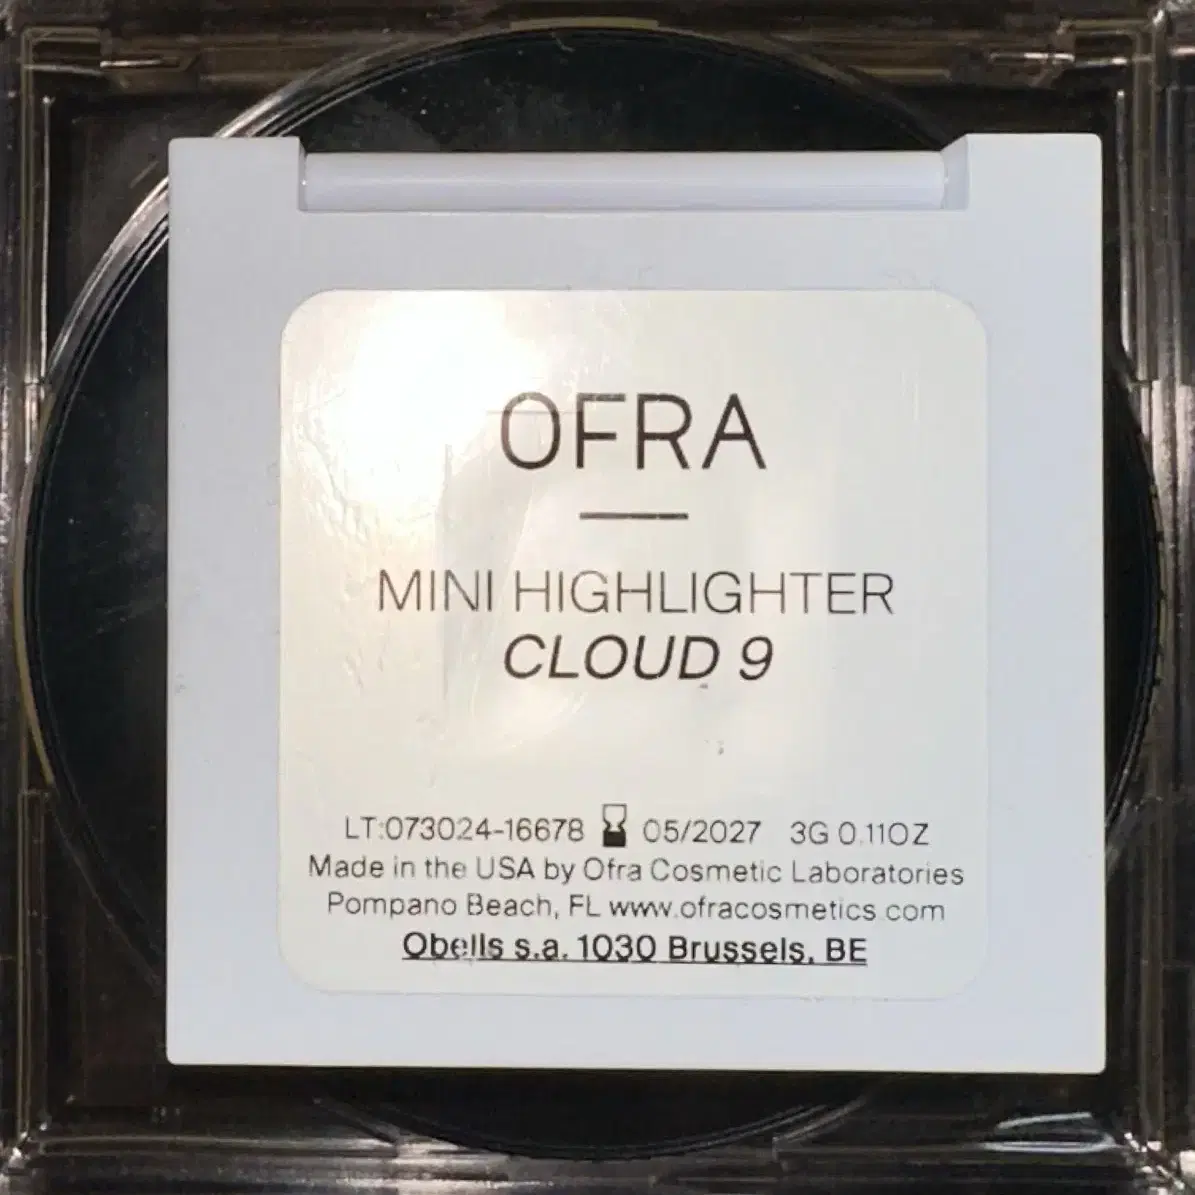 OFRA
MINI HIGHLIGHTER
CLOUD 9
LT:073024-16678 05/2027 3G 0.11OZ
Made in the USA by Ofra Cosmetic Laboratories
Pompano Beach, FL www.ofracosmetics.com
Obells s.a. 1030 Brussels, BE